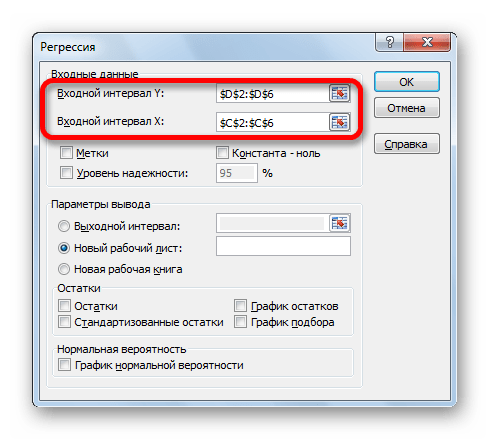 Регрессия
Входные данные
Входной интервал Y: $D$2:$D$6
Входной интервал X: $C$2:$C$6
Метки Константа - ноль
Уровень надежности: 95 %
OK
Отмена
Справка
Параметры вывода
Выходной интервал:
Новый рабочий лист:
Новая рабочая книга
Остатки
Остатки График остатков
Стандартизованные остатки График подбора
Нормальная вероятность
График нормальной вероятности